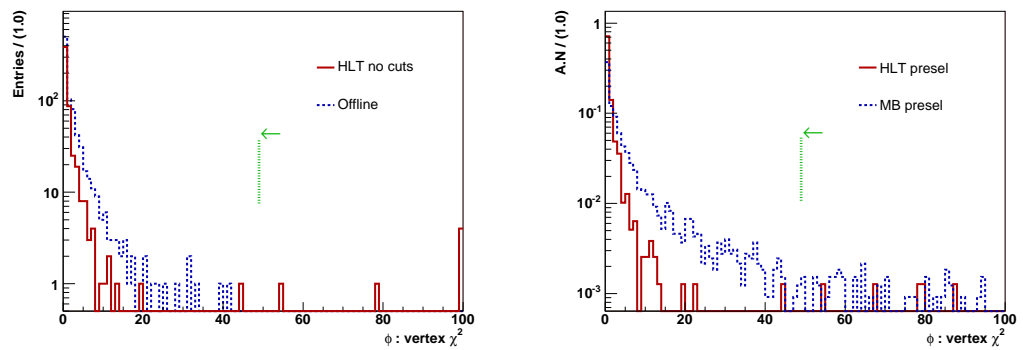 Entries / (1.0)
10²
10
1
HLT no cuts
Offline
0 20 40 60 80 100
ϕ : vertex χ²
A.N / (1.0)
1
10⁻¹
10⁻²
10⁻³
HLT presel
MB presel
0 20 40 60 80 100
ϕ : vertex χ²